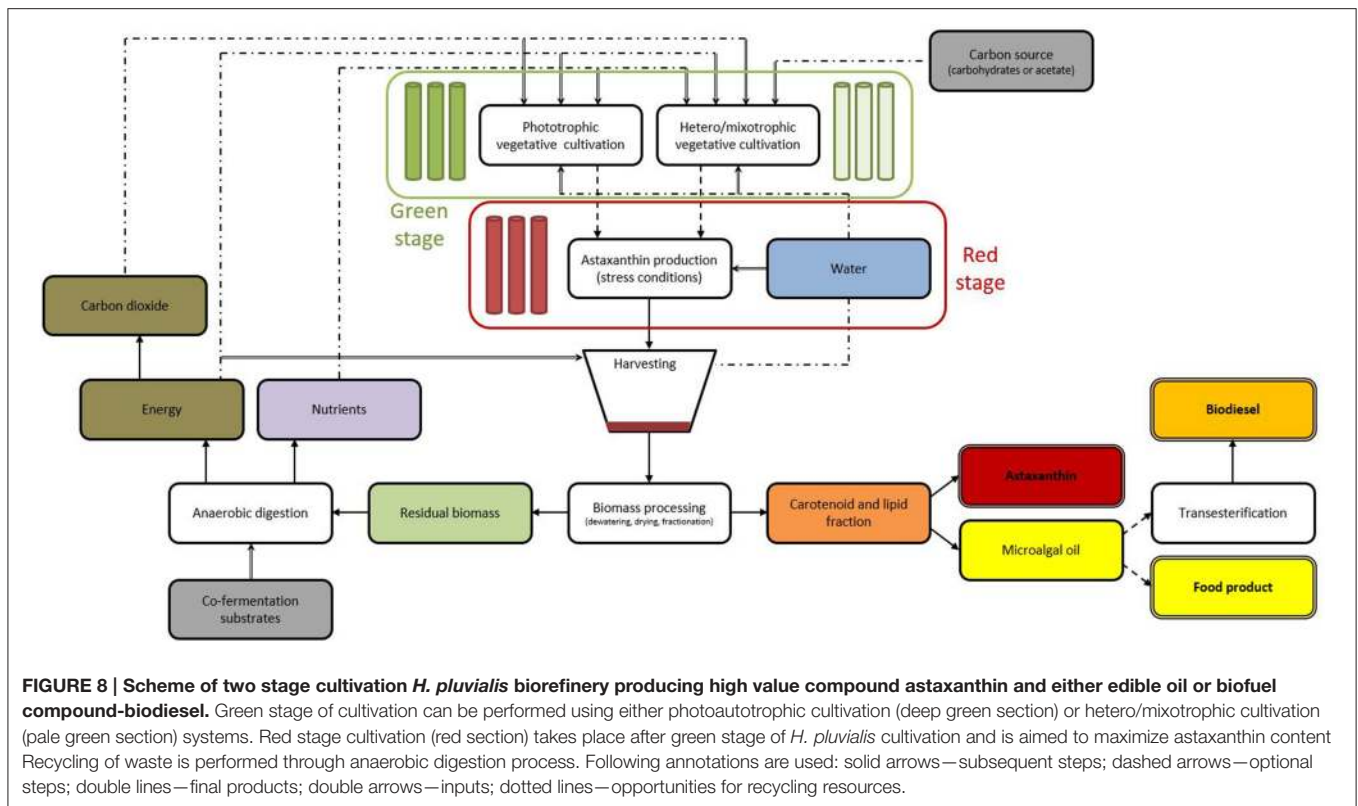 Carbon source
(carbohydrates or acetate)
Phototrophic
vegetative cultivation
Hetero/mixotrophic
vegetative cultivation
Green
stage
Astaxanthin production
(stress conditions)
Water
Red
stage
Carbon dioxide
Harvesting
Energy
Nutrients
Biodiesel
Astaxanthin
Anaerobic digestion
Residual biomass
Biomass processing
(dewatering, drying, fractionation)
Carotenoid and lipid
fraction
Transesterification
Microalgal oil
Food product
Co-fermentation
substrates
FIGURE 8 | Scheme of two stage cultivation H. pluvialis biorefinery producing high value compound astaxanthin and either edible oil or biofuel
compound-biodiesel. Green stage of cultivation can be performed using either photoautotrophic cultivation (deep green section) or hetero/mixotrophic cultivation
(pale green section) systems. Red stage cultivation (red section) takes place after green stage of H. pluvialis cultivation and is aimed to maximize astaxanthin content
Recycling of waste is performed through anaerobic digestion process. Following annotations are used: solid arrows—subsequent steps; dashed arrows—optional
steps; double lines—final products; double arrows—inputs; dotted lines—opportunities for recycling resources.